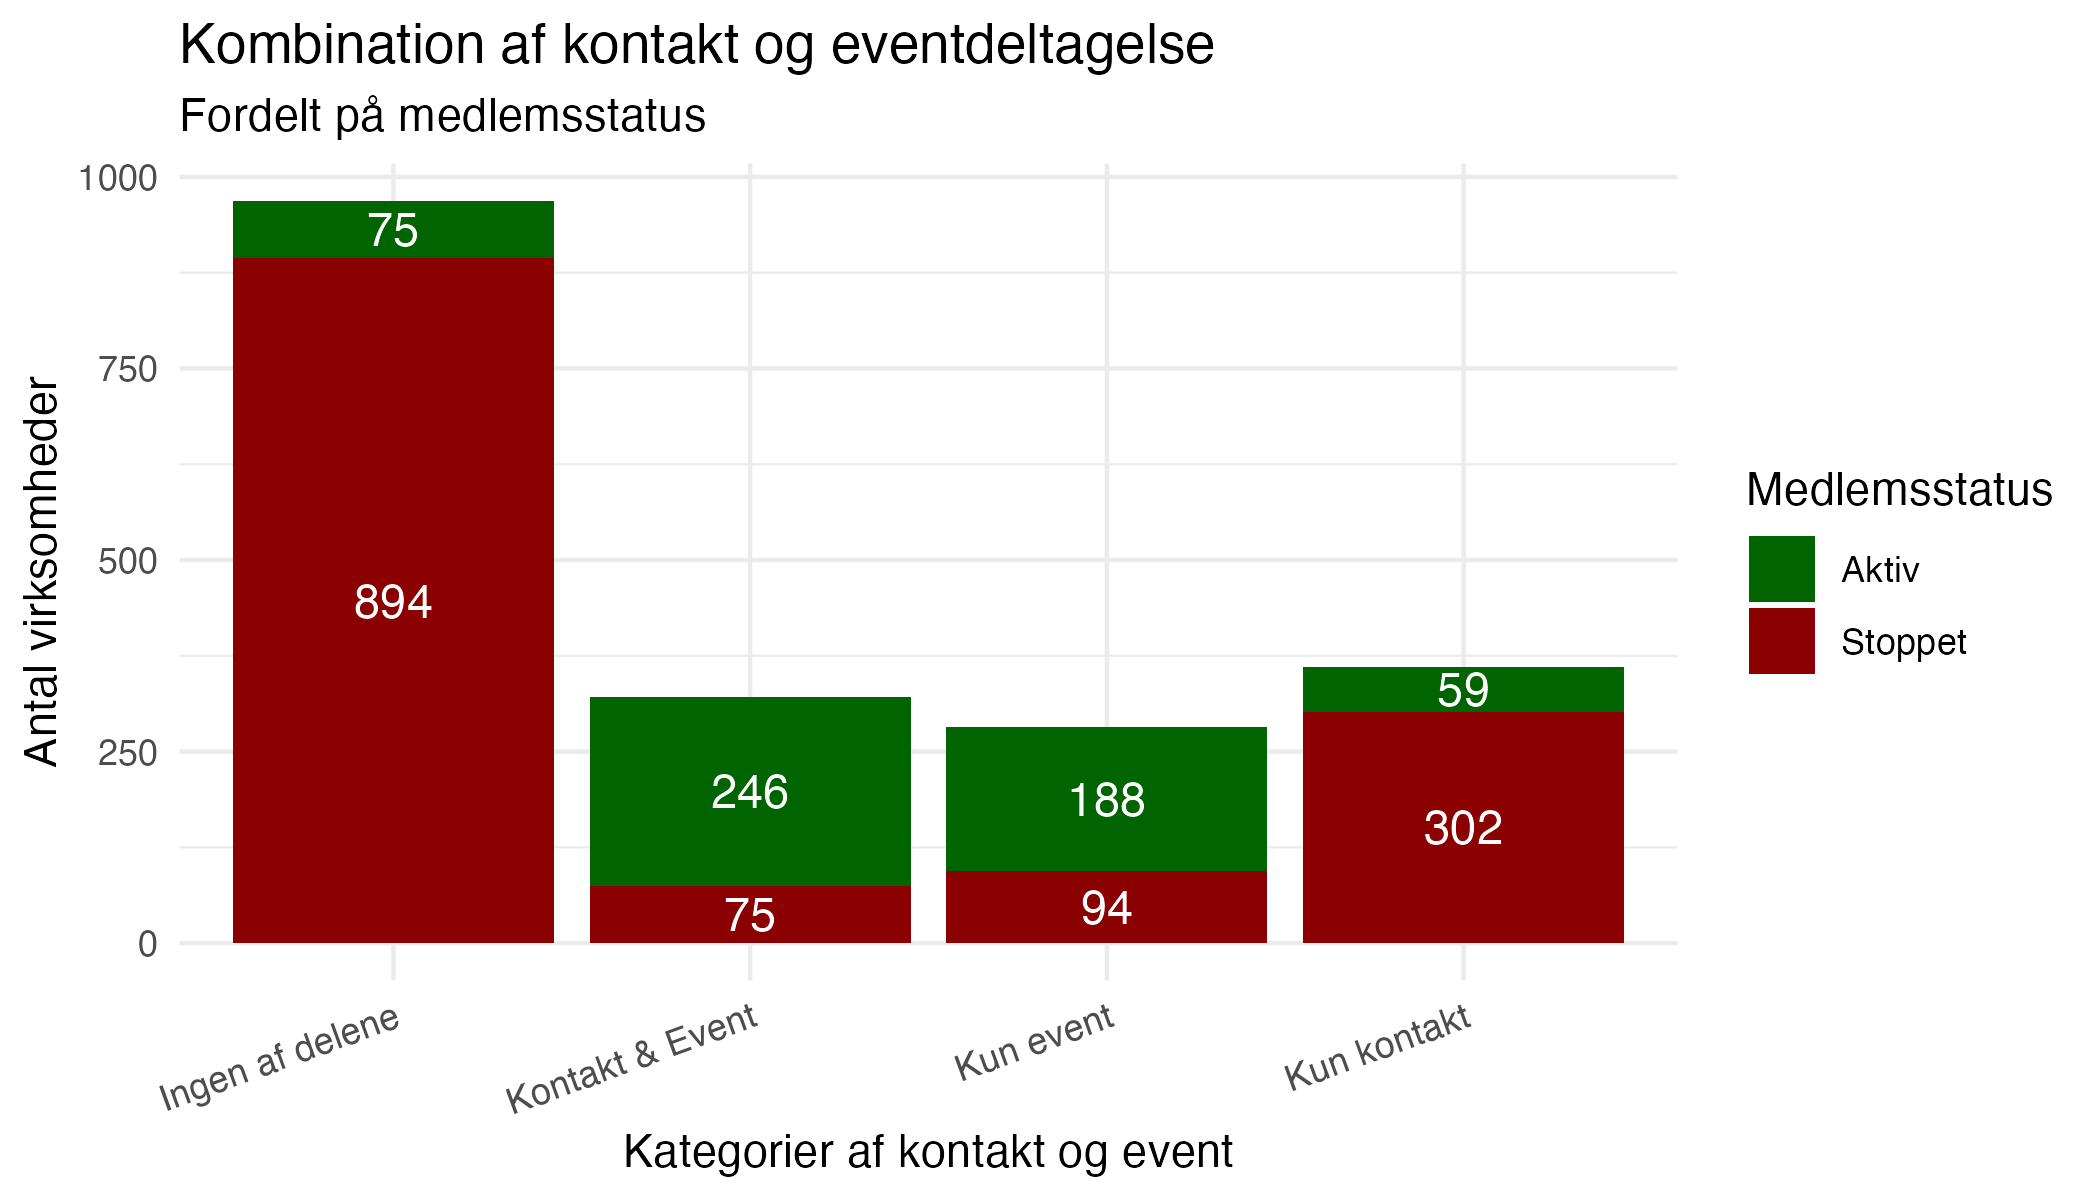 Kombination af kontakt og eventdeltagelse
Fordelt på medlemsstatus
Antal virksomheder
1000
750
500
250
0
75
894
246
75
188
94
59
302
Ingen af delene
Kontakt & Event
Kun event
Kun kontakt
Kategorier af kontakt og event
Medlemsstatus
Aktiv
Stoppet